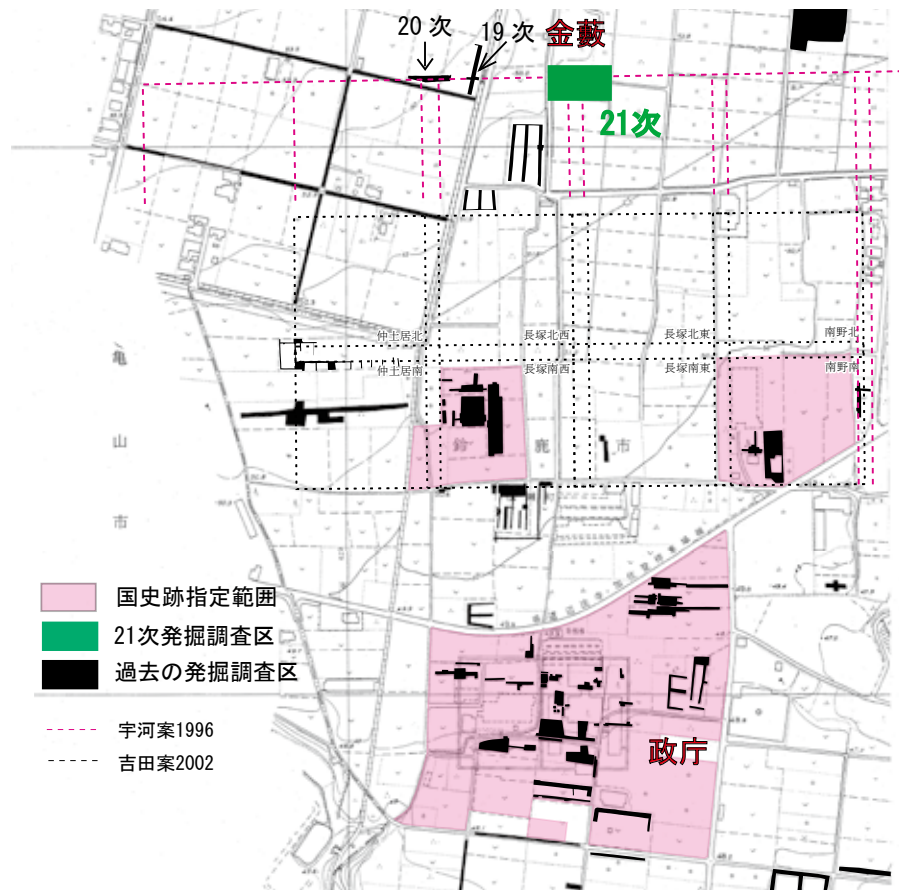 20次
19次
金藪
21次
仲土居北
長塚北西
長塚北東
南野北
仲土居南
長塚南西
長塚南東
南野南
亀山市
鈴鹿市
国史跡指定範囲
21次発掘調査区
過去の発掘調査区
宇河案1996
吉田案2002
政庁